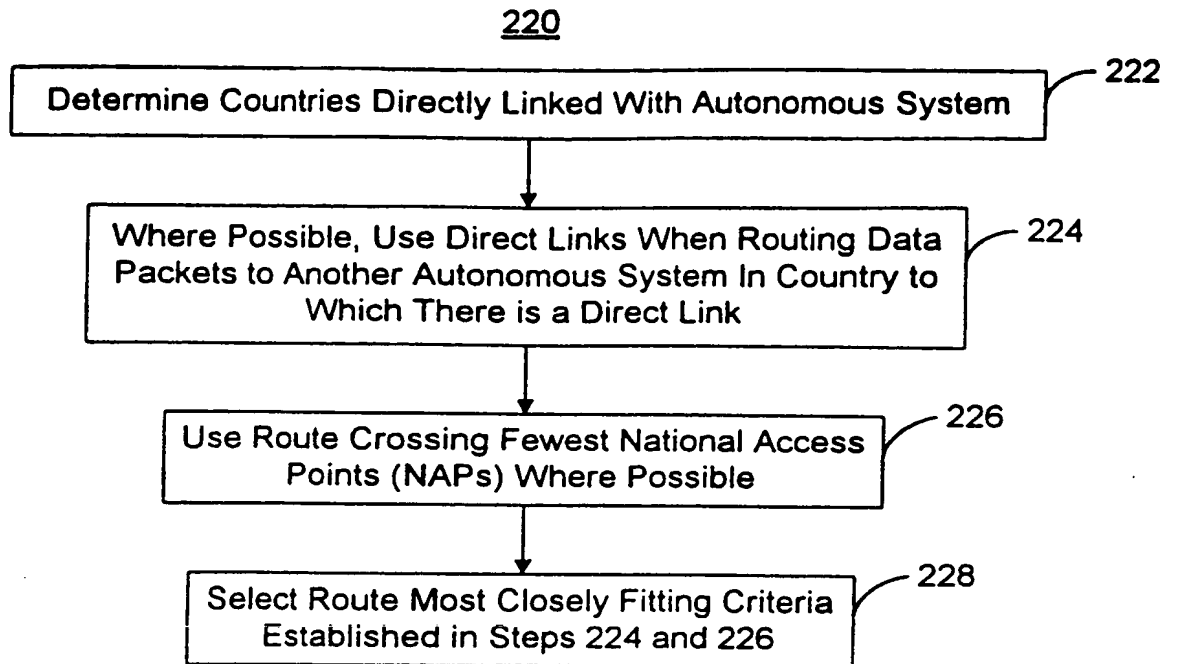 220
222
Determine Countries Directly Linked With Autonomous System
224
Where Possible, Use Direct Links When Routing Data
Packets to Another Autonomous System In Country to
Which There is a Direct Link
226
Use Route Crossing Fewest National Access
Points (NAPs) Where Possible
228
Select Route Most Closely Fitting Criteria
Established in Steps 224 and 226